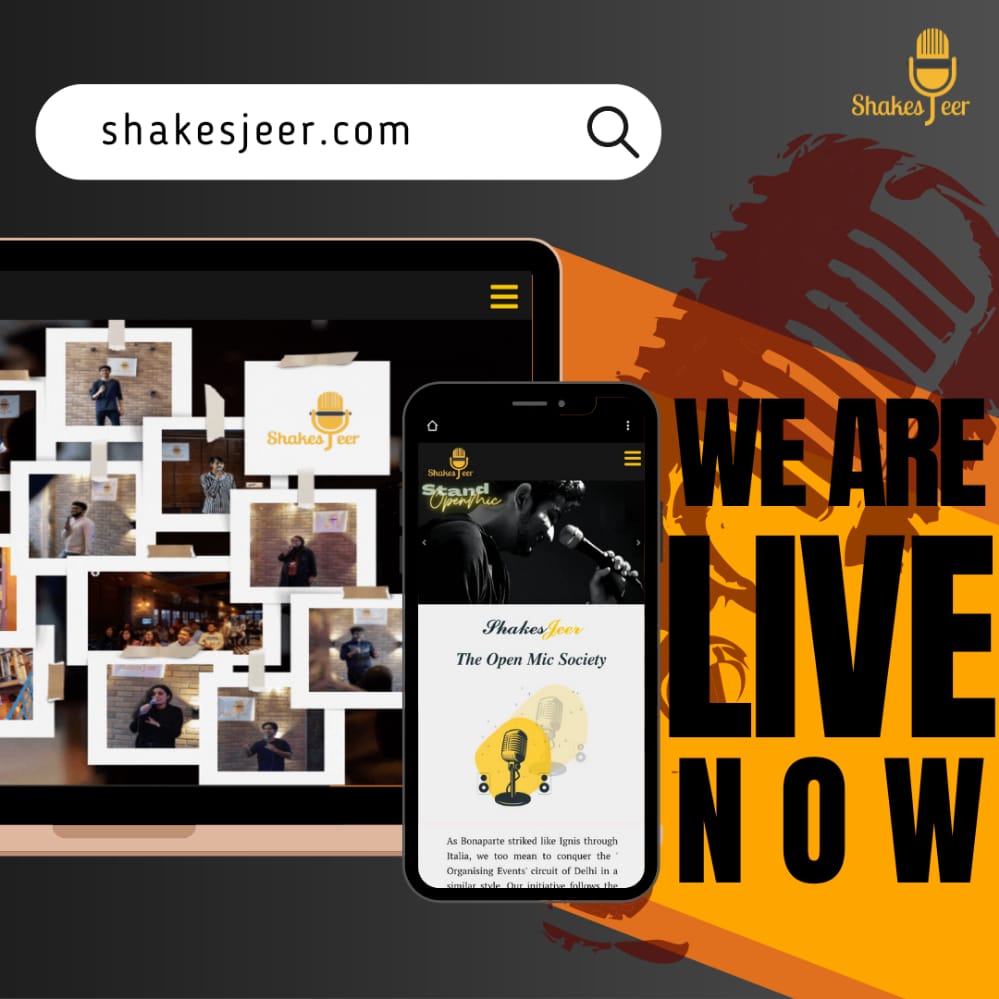 ShakesJeer
shakesjeer.com
ShakesJeer
ShakesJeer
Stand
OpenMic
ShakesJeer
The Open Mic Society
As Bonaparte striked like Ignis through
Italia, we too mean to conquer the '
Organising Events' circuit of Delhi in a
similar style. Our initiative follows the
WE ARE
LIVE
NOW